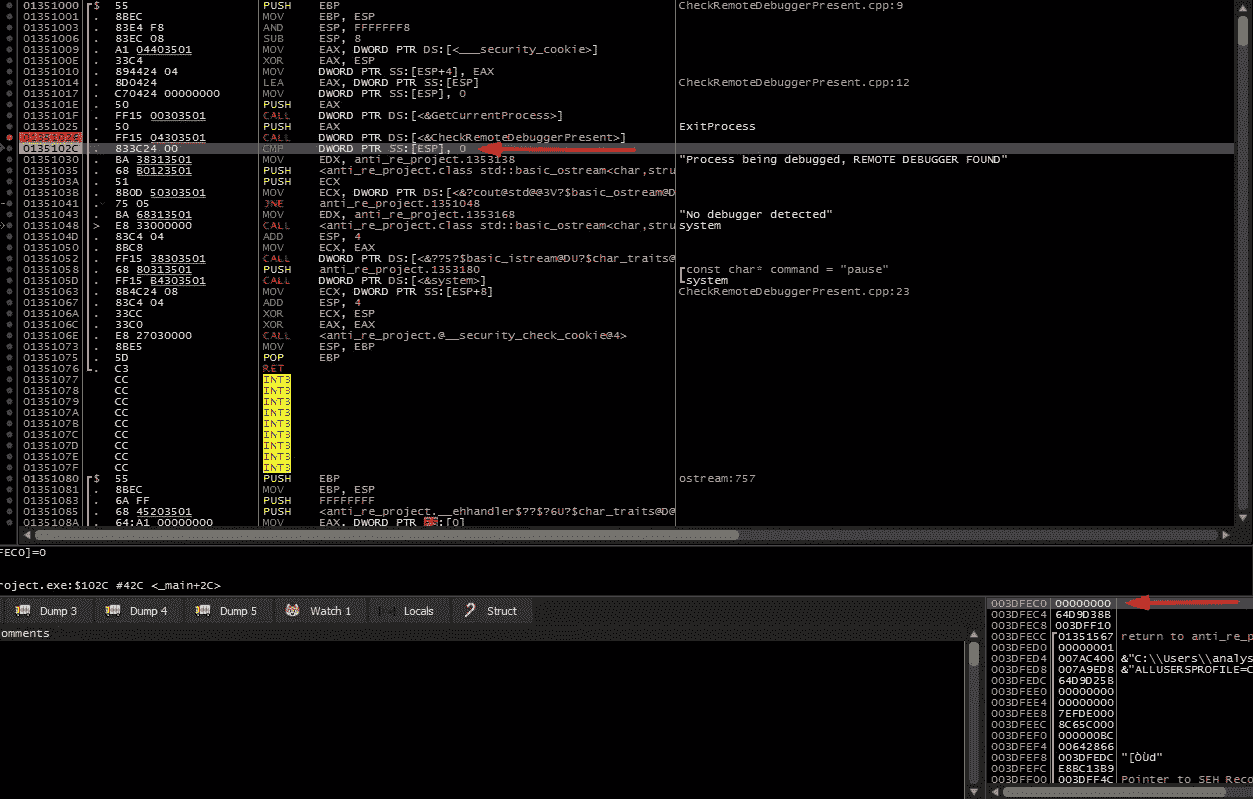 01351000 $ 55 PUSH EBP CheckRemoteDebuggerPresent.cpp:9
01351001 . 8BEC MOV EBP, ESP
01351003 . 83E4 F8 AND ESP, FFFFFFF8
01351006 . 83EC 08 SUB ESP, 8
01351009 . A1 04403501 MOV EAX, DWORD PTR DS:[<___security_cookie>]
0135100E . 33C4 XOR EAX, ESP
01351010 . 894424 04 MOV DWORD PTR SS:[ESP+4], EAX
01351014 . 8D0424 LEA EAX, DWORD PTR SS:[ESP] CheckRemoteDebuggerPresent.cpp:12
01351017 . C70424 00000000 MOV DWORD PTR SS:[ESP], 0
0135101E . 50 PUSH EAX
0135101F . FF15 00303501 CALL DWORD PTR DS:[<&GetCurrentProcess>]
01351025 . 50 PUSH EAX ExitProcess
01351026 . FF15 04303501 CALL DWORD PTR DS:[<&CheckRemoteDebuggerPresent>]
0135102C . 833C24 00 CMP DWORD PTR SS:[ESP], 0
01351030 . BA 38313501 MOV EDX, anti_re_project.1353138 "Process being debugged, REMOTE DEBUGGER FOUND"
01351035 . 68 B0123501 PUSH <anti_re_project.class std::basic_ostream<char,stru
0135103A . 51 PUSH ECX
0135103B . 8B0D 50303501 MOV ECX, DWORD PTR DS:[<&?cout@std@@3V?$basic_ostream@D
01351041 . 75 05 JNE anti_re_project.1351048
01351043 . BA 68313501 MOV EDX, anti_re_project.1353168 "No debugger detected"
01351048 > E8 33000000 CALL <anti_re_project.class std::basic_ostream<char,stru system
0135104D . 83C4 04 ADD ESP, 4
01351050 . 8BC8 MOV ECX, EAX
01351052 . FF15 38303501 CALL DWORD PTR DS:[<&??5?$basic_istream@DU?$char_traits@
01351058 . 68 80313501 PUSH anti_re_project.1353180 const char* command = "pause"
0135105D . FF15 B4303501 CALL DWORD PTR DS:[<&system>] system
01351063 . 8B4C24 08 MOV ECX, DWORD PTR SS:[ESP+8] CheckRemoteDebuggerPresent.cpp:23
01351067 . 83C4 04 ADD ESP, 4
0135106A . 33CC XOR ECX, ESP
0135106C . 33C0 XOR EAX, EAX
0135106E . E8 27030000 CALL <anti_re_project.@__security_check_cookie@4>
01351073 . 8BE5 MOV ESP, EBP
01351075 . 5D POP EBP
01351076 . C3 RET
01351077 CC INT3
01351078 CC INT3
01351079 CC INT3
0135107A CC INT3
0135107B CC INT3
0135107C CC INT3
0135107D CC INT3
0135107E CC INT3
0135107F CC INT3
01351080 $ 55 PUSH EBP ostream:757
01351081 . 8BEC MOV EBP, ESP
01351083 . 6A FF PUSH FFFFFFFF
01351085 . 68 45203501 PUSH <anti_re_project.__ehhandler$??$?6U?$char_traits@D@
0135108A . 64:A1 00000000 MOV EAX, DWORD PTR :[0]
FEC0]=0
roject.exe:$102C #42C <_main+2C>
Dump 3 Dump 4 Dump 5 Watch 1 Locals Struct
omments
003DFEC0 00000000
003DFEC4 64D9D38B
003DFEC8 003DFF10
003DFECC 01351567 return to anti_re_p
003DFED0 00000001
003DFED4 007AC400 &"C:\\Users\\analys
003DFED8 007A9ED8 &"ALLUSERSPROFILE=C
003DFEDC 64D9D25B
003DFEE0 00000000
003DFEE4 00000000
003DFEE8 7EFDE000
003DFEEC 8C65C000
003DFEF0 000000BC
003DFEF4 00642866
003DFEF8 003DFEDC "[ÒÙd"
003DFEFC E8BC13B9
003DFF00 003DFF4C Pointer to SEH_Reco